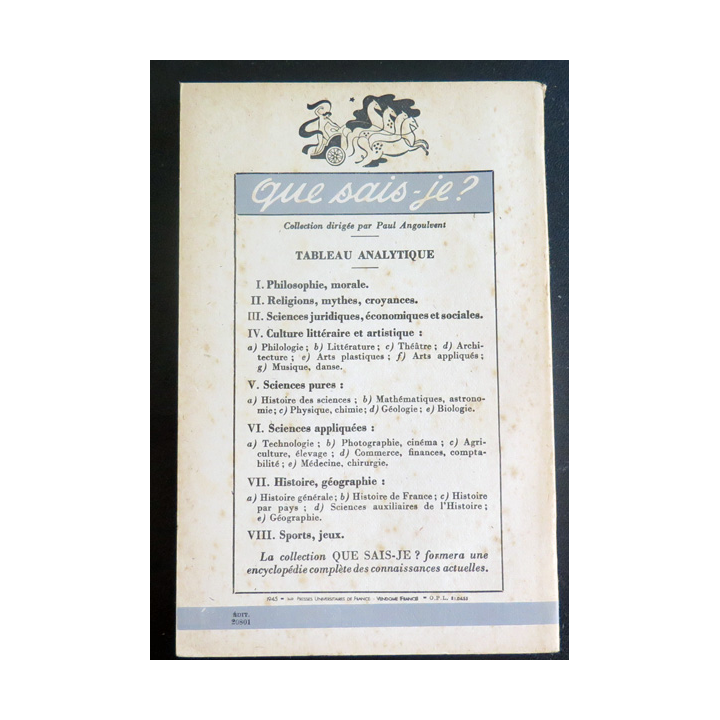 que sais-je?
Collection dirigée par Paul Angoulvent
TABLEAU ANALYTIQUE
I. Philosophie, morale.
II. Religions, mythes, croyances.
III. Sciences juridiques, économiques et sociales.
IV. Culture littéraire et artistique :
a) Philologie ; b) Littérature ; c) Théâtre ; d) Archi-
tecture ; e) Arts plastiques ; f) Arts appliqués ;
g) Musique, danse.
V. Sciences pures :
a) Histoire des sciences ; b) Mathématiques, astrono-
mie ; c) Physique, chimie ; d) Géologie ; e) Biologie.
VI. Sciences appliquées :
a) Technologie ; b) Photographie, cinéma ; c) Agri-
culture, élevage ; d) Commerce, finances, compta-
bilité ; e) Médecine, chirurgie.
VII. Histoire, géographie :
a) Histoire générale ; b) Histoire de France ; c) Histoire
par pays ; d) Sciences auxiliaires de l'Histoire ;
e) Géographie.
VIII. Sports, jeux.
La collection QUE SAIS-JE ? formera une
encyclopédie complète des connaissances actuelles.
1945 — IMP. PRESSES UNIVERSITAIRES DE FRANCE - VENDOME (FRANCE) — O.P.L.
20801